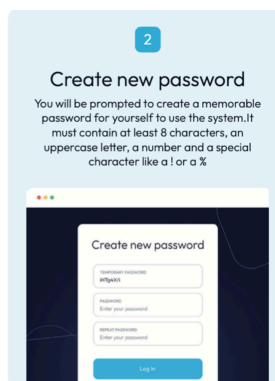 2
Create new password
You will be prompted to create a memorable
password for yourself to use the system.It
must contain at least 8 characters, an
uppercase letter, a number and a special
character like a ! or a %
Create new password
TEMPORARY PASSWORD
PASSWORD
Enter your password
REPEAT PASSWORD
Enter your password
Log In